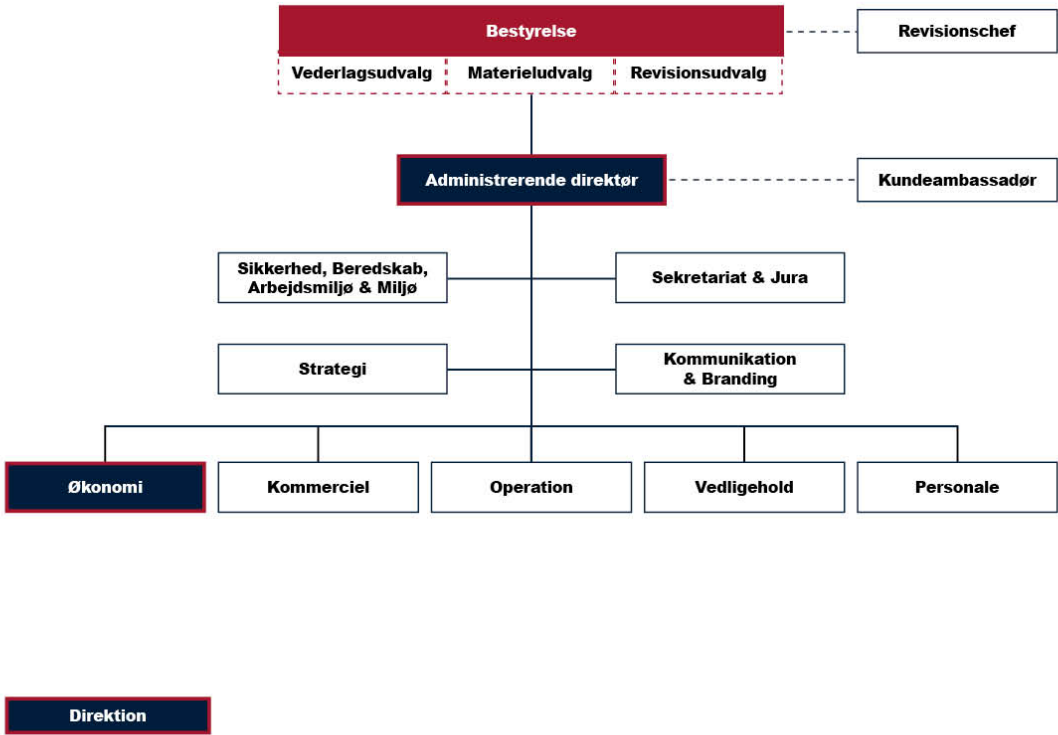 Bestyrelse
Revisionschef
Vederlagsudvalg
Materieludvalg
Revisionsudvalg
Administrerende direktør
Kundeambassadør
Sikkerhed, Beredskab,
Arbejdsmiljø & Miljø
Sekretariat & Jura
Strategi
Kommunikation
& Branding
Økonomi
Kommerciel
Operation
Vedligehold
Personale
Direktion